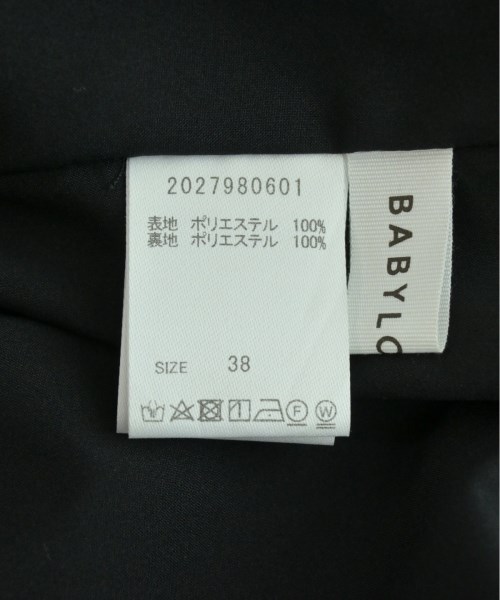 2027980601
表地 ポリエステル 100%
裏地 ポリエステル 100%
SIZE 38
F W
BABYLO